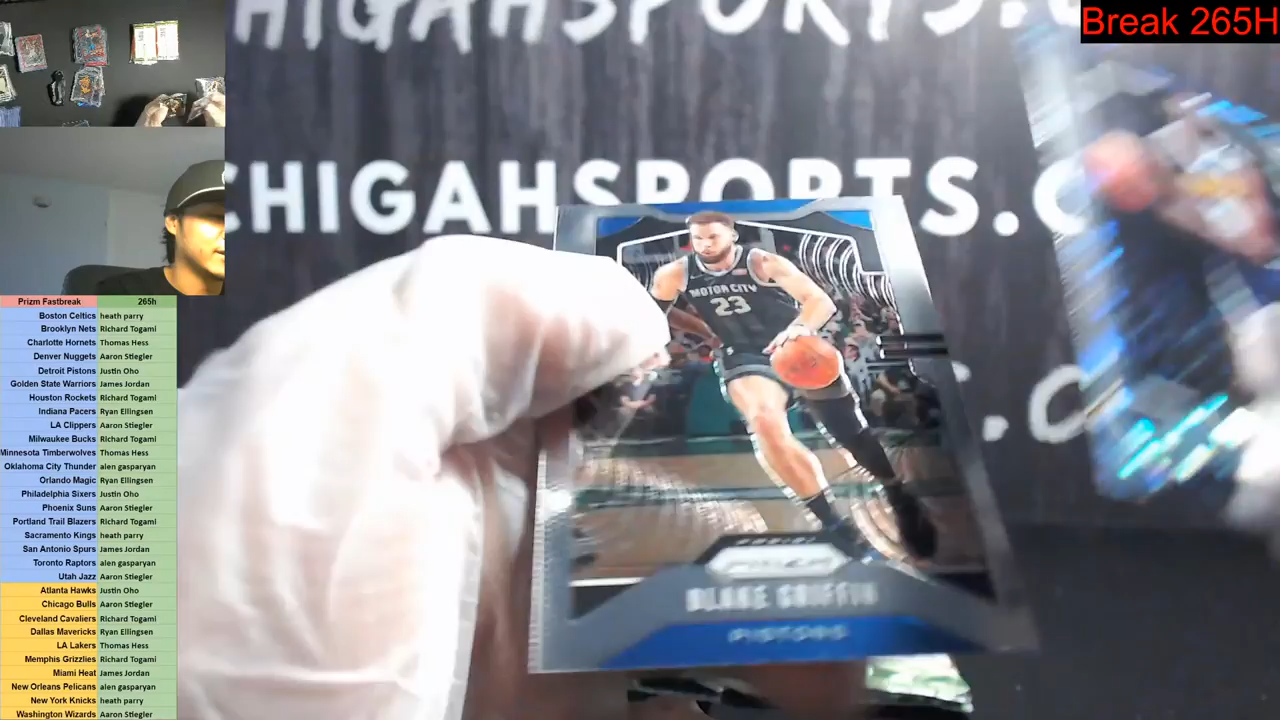 CHIGAHSPORTS.C
Break 265H
CHIGAHSPORTS.C
MOTOR CITY
23
PANINI
PRIZM
BLAKE GRIFFIN
PISTONS
Prizm Fastbreak 265h
Boston Celtics heath parry
Brooklyn Nets Richard Togami
Charlotte Hornets Thomas Hess
Denver Nuggets Aaron Stiegler
Detroit Pistons Justin Oho
Golden State Warriors James Jordan
Houston Rockets Richard Togami
Indiana Pacers Ryan Ellingsen
LA Clippers Aaron Stiegler
Milwaukee Bucks Richard Togami
Minnesota Timberwolves Thomas Hess
Oklahoma City Thunder alen gasparyan
Orlando Magic Ryan Ellingsen
Philadelphia Sixers Justin Oho
Phoenix Suns Aaron Stiegler
Portland Trail Blazers Richard Togami
Sacramento Kings heath parry
San Antonio Spurs James Jordan
Toronto Raptors alen gasparyan
Utah Jazz Aaron Stiegler
Atlanta Hawks Justin Oho
Chicago Bulls Aaron Stiegler
Cleveland Cavaliers Richard Togami
Dallas Mavericks Ryan Ellingsen
LA Lakers Thomas Hess
Memphis Grizzlies Richard Togami
Miami Heat James Jordan
New Orleans Pelicans alen gasparyan
New York Knicks heath parry
Washington Wizards Aaron Stiegler